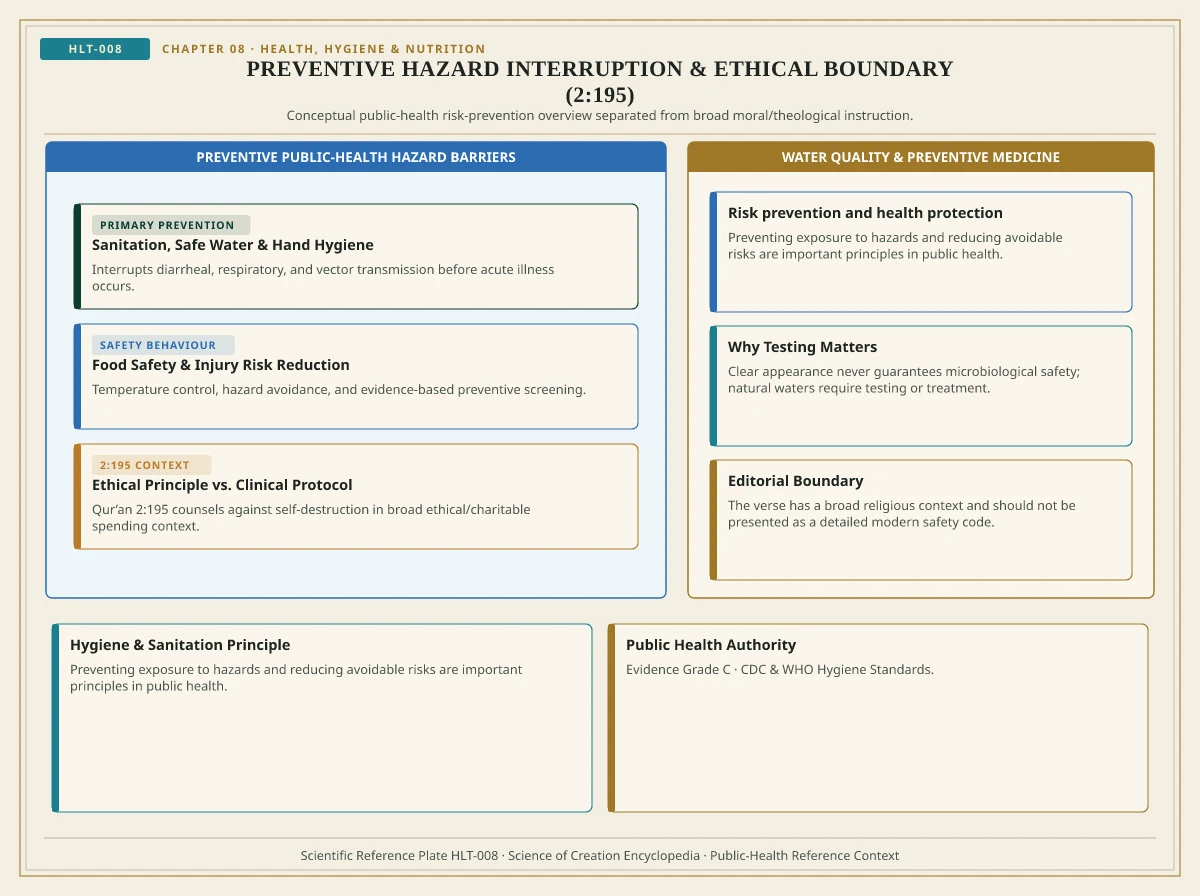 HLT-008
CHAPTER 08 · HEALTH, HYGIENE & NUTRITION
PREVENTIVE HAZARD INTERRUPTION & ETHICAL BOUNDARY
(2:195)
Conceptual public-health risk-prevention overview separated from broad moral/theological instruction.
PREVENTIVE PUBLIC-HEALTH HAZARD BARRIERS
PRIMARY PREVENTION
Sanitation, Safe Water & Hand Hygiene
Interrupts diarrheal, respiratory, and vector transmission before acute illness
occurs.
SAFETY BEHAVIOUR
Food Safety & Injury Risk Reduction
Temperature control, hazard avoidance, and evidence-based preventive screening.
2:195 CONTEXT
Ethical Principle vs. Clinical Protocol
Qur'an 2:195 counsels against self-destruction in broad ethical/charitable
spending context.
WATER QUALITY & PREVENTIVE MEDICINE
Risk prevention and health protection
Preventing exposure to hazards and reducing avoidable
risks are important principles in public health.
Why Testing Matters
Clear appearance never guarantees microbiological safety;
natural waters require testing or treatment.
Editorial Boundary
The verse has a broad religious context and should not be
presented as a detailed modern safety code.
Hygiene & Sanitation Principle
Preventing exposure to hazards and reducing avoidable risks are important
principles in public health.
Public Health Authority
Evidence Grade C · CDC & WHO Hygiene Standards.
Scientific Reference Plate HLT-008 · Science of Creation Encyclopedia · Public-Health Reference Context